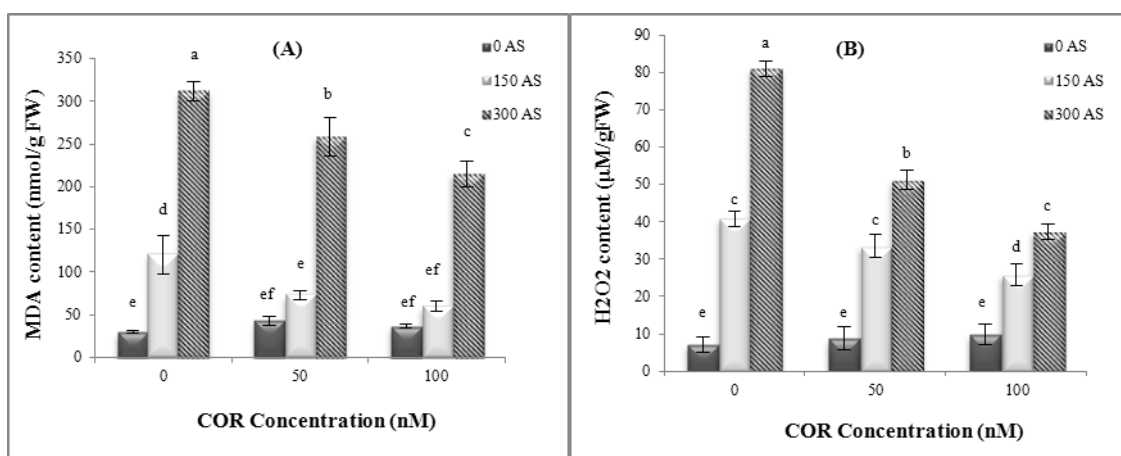 (A)
0 AS
150 AS
300 AS
MDA content (nmol/g FW)
350
300
250
200
150
100
50
0
e
d
a
ef
e
b
ef
ef
c
0
50
100
COR Concentration (nM)
(B)
0 AS
150 AS
300 AS
H2O2 content (µM/gFW)
90
80
70
60
50
40
30
20
10
0
e
c
a
e
c
b
e
d
c
0
50
100
COR Concentration (nM)